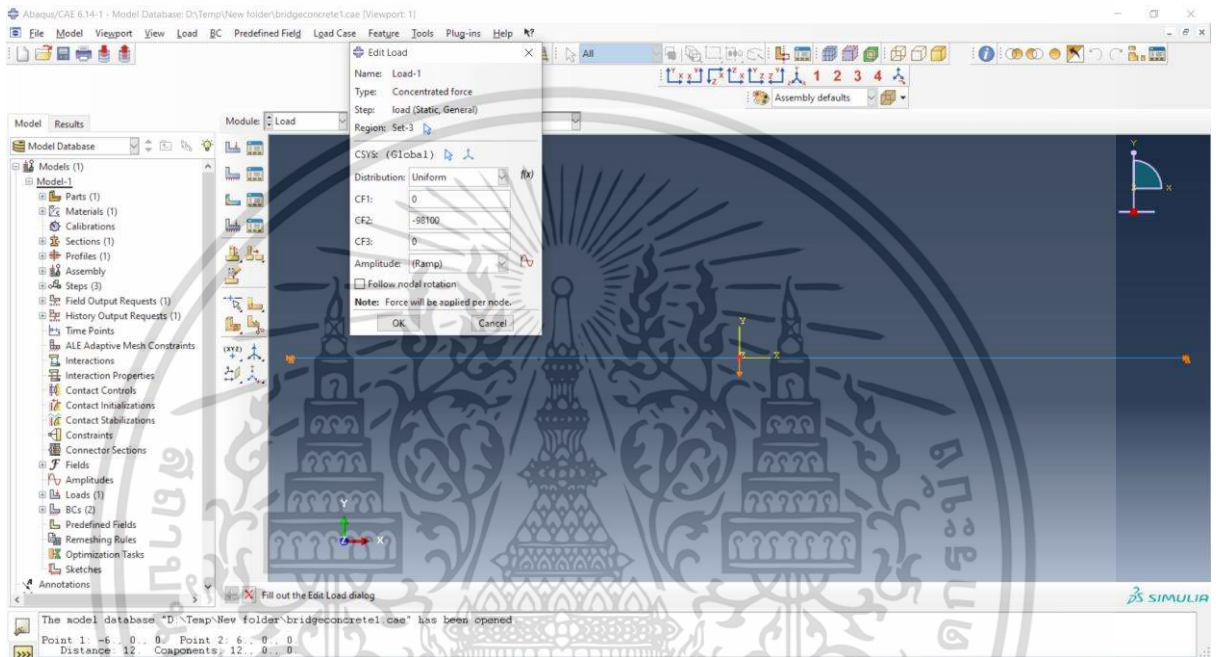 Abaqus/CAE 6.14-1 - Model Database: D:\Temp\New folder\bridgeconcrete1.cae [Viewport: 1]
File Model Viewport View Load BC Predefined Field Load Case Feature Tools Plug-ins Help
All
1 2 3 4
Assembly defaults
Model Results
Module: Load
Model Database
Models (1)
Model-1
Parts (1)
Materials (1)
Calibrations
Sections (1)
Profiles (1)
Assembly
Steps (3)
Field Output Requests (1)
History Output Requests (1)
Time Points
ALE Adaptive Mesh Constraints
Interactions
Interaction Properties
Contact Controls
Contact Initializations
Contact Stabilizations
Constraints
Connector Sections
Fields
Amplitudes
Loads (1)
BCs (2)
Predefined Fields
Remeshing Rules
Optimization Tasks
Sketches
Annotations
Edit Load
Name: Load-1
Type: Concentrated force
Step: load (Static, General)
Region: Set-3
CSYS: (Global)
Distribution: Uniform f(x)
CF1: 0
CF2: -98100
CF3: 0
Amplitude: (Ramp)
Follow nodal rotation
Note: Force will be applied per node.
OK Cancel
Y
X
Y
X
Y
X
Z
Fill out the Edit Load dialog
SIMULIA
The model database "D:\Temp\New folder\bridgeconcrete1.cae" has been opened.
Point 1: -6., 0., 0. Point 2: 6., 0., 0.
Distance: 12. Components: 12., 0., 0.